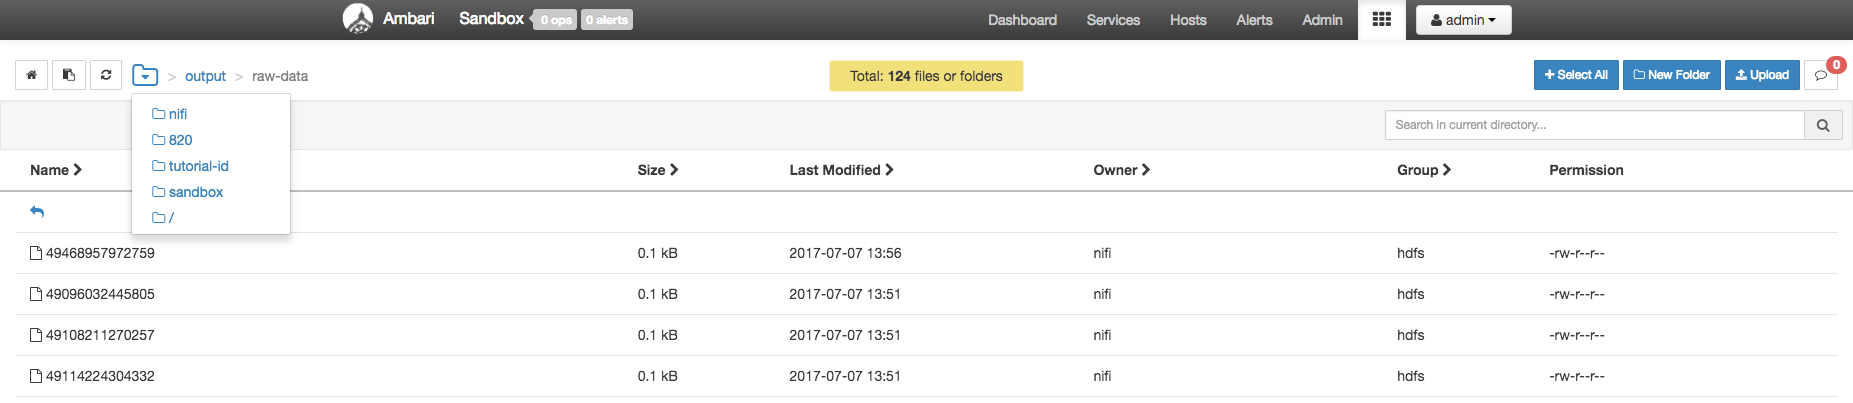 Ambari Sandbox 0 ops 0 alerts Dashboard Services Hosts Alerts Admin admin
> output > raw-data Total: 124 files or folders Select All New Folder Upload 0
nifi
820
tutorial-id
sandbox
/
Search in current directory...
Name Size Last Modified Owner Group Permission
49468957972759 0.1 kB 2017-07-07 13:56 nifi hdfs -rw-r--r--
49096032445805 0.1 kB 2017-07-07 13:51 nifi hdfs -rw-r--r--
49108211270257 0.1 kB 2017-07-07 13:51 nifi hdfs -rw-r--r--
49114224304332 0.1 kB 2017-07-07 13:51 nifi hdfs -rw-r--r--